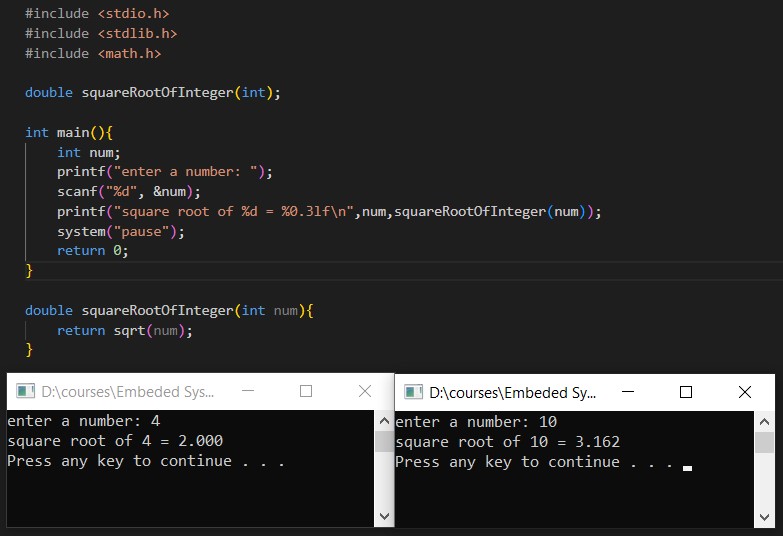 #include <stdio.h>
#include <stdlib.h>
#include <math.h>
double squareRootOfInteger(int);
int main(){
int num;
printf("enter a number: ");
scanf("%d", &num);
printf("square root of %d = %0.3lf\n",num,squareRootOfInteger(num));
system("pause");
return 0;
}
double squareRootOfInteger(int num){
return sqrt(num);
}
D:\courses\Embeded Sys...
enter a number: 4
square root of 4 = 2.000
Press any key to continue . . .
D:\courses\Embeded Sy...
enter a number: 10
square root of 10 = 3.162
Press any key to continue . . .